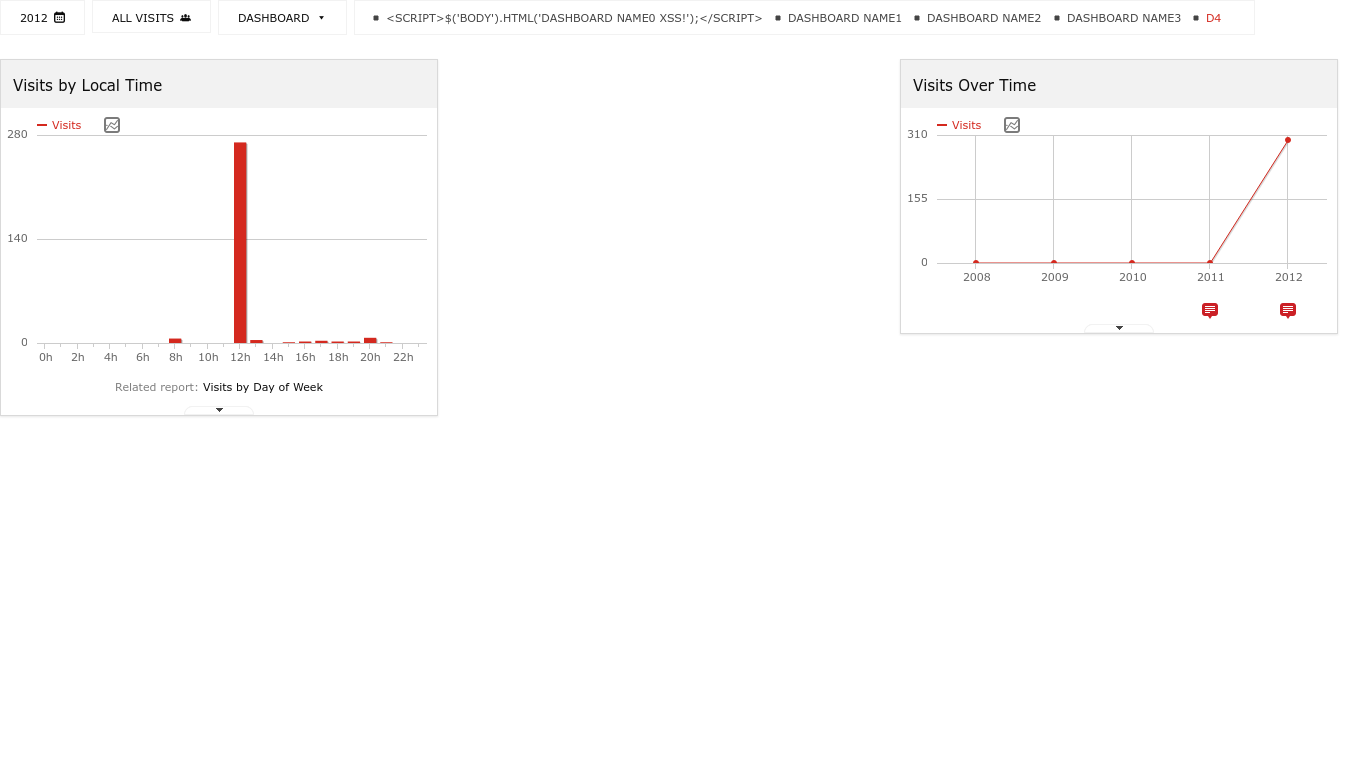 2012 ALL VISITS DASHBOARD <SCRIPT>$('BODY').HTML('DASHBOARD NAME0 XSS!');</SCRIPT> DASHBOARD NAME1 DASHBOARD NAME2 DASHBOARD NAME3 D4
Visits by Local Time
Visits
280
140
0
0h 2h 4h 6h 8h 10h 12h 14h 16h 18h 20h 22h
Related report: Visits by Day of Week
Visits Over Time
Visits
310
155
0
2008 2009 2010 2011 2012